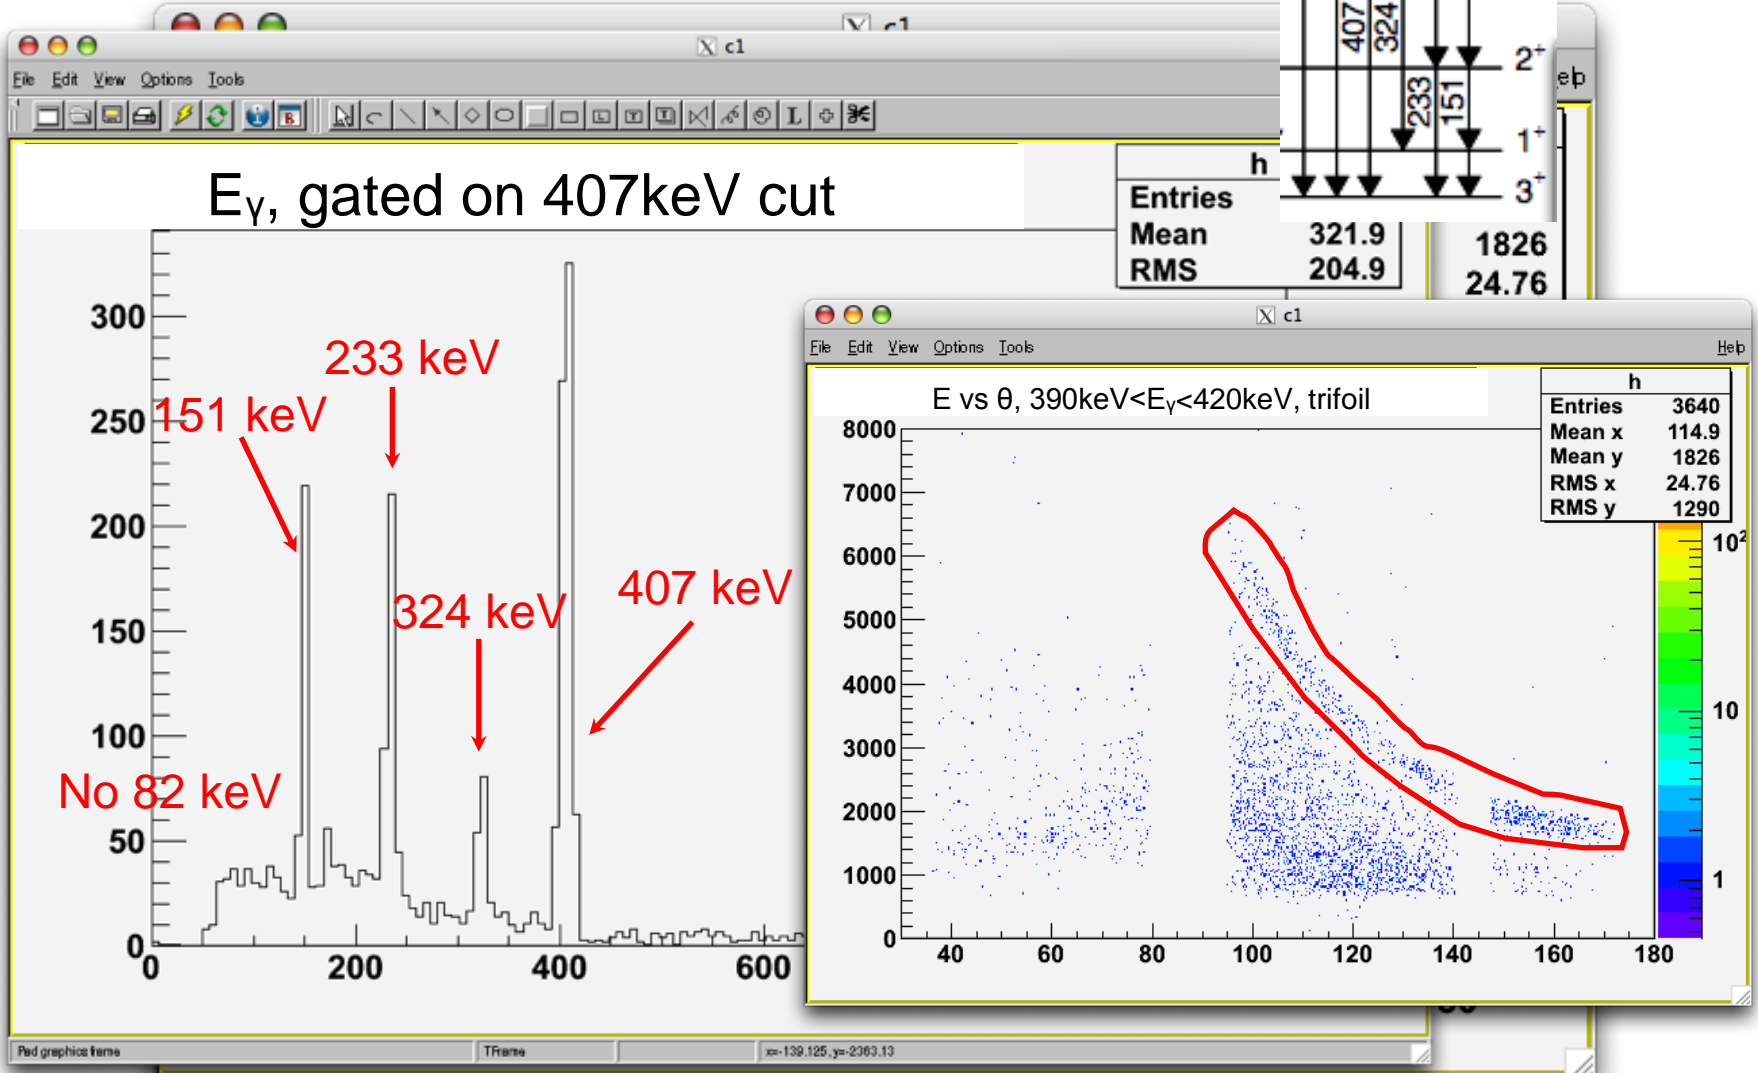 c1
c1
File Edit View Options Tools
elp
Eγ, gated on 407keV cut
h
Entries
Mean 321.9
RMS 204.9
1826
24.76
407
324
233
151
2+
1+
3+
300
250
200
150
100
50
0
0 200 400 600
151 keV
233 keV
324 keV
407 keV
No 82 keV
c1
File Edit View Options Tools Help
E vs θ, 390keV<Eγ<420keV, trifoil
h
Entries 3640
Mean x 114.9
Mean y 1826
RMS x 24.76
RMS y 1290
8000
7000
6000
5000
4000
3000
2000
1000
0
40 60 80 100 120 140 160 180
10²
10
1
Pad graphics frame TFrame x=-139.125, y=-2363.13